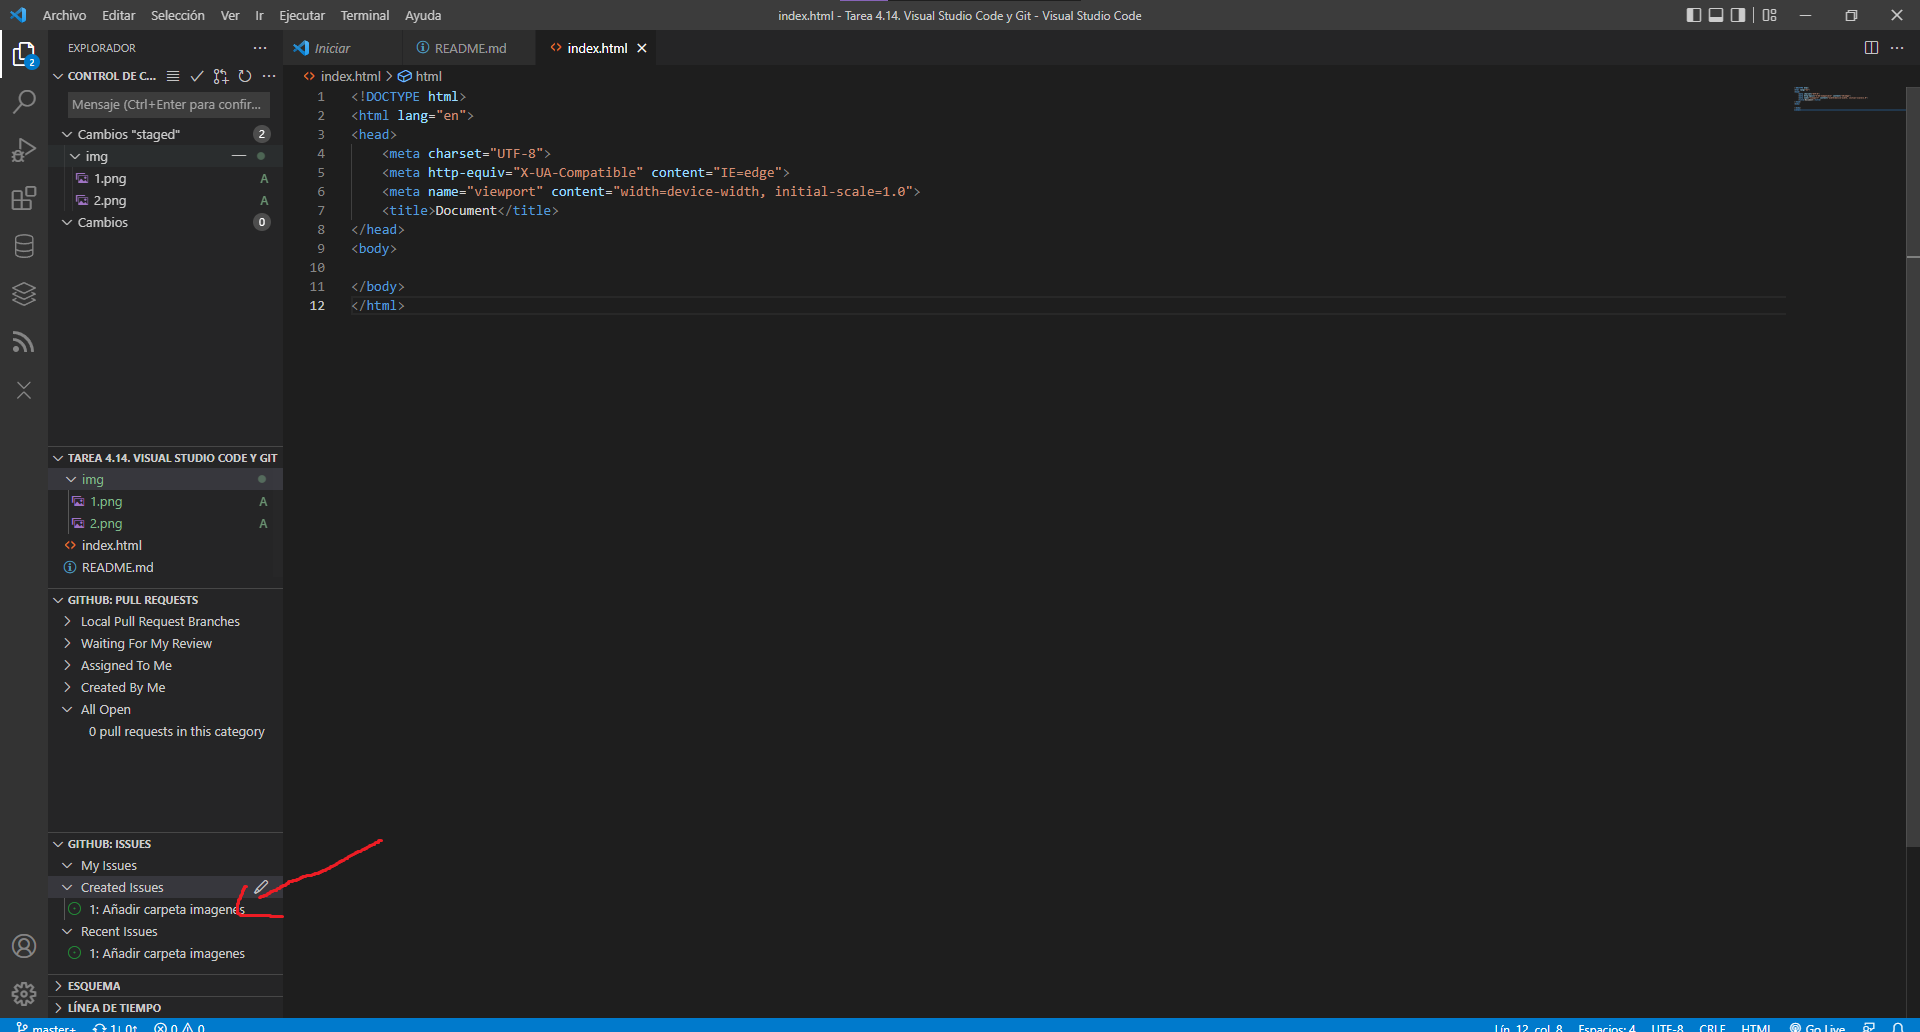 Archivo Editar Selección Ver Ir Ejecutar Terminal Ayuda
index.html - Tarea 4.14. Visual Studio Code y Git - Visual Studio Code
EXPLORADOR
Iniciar
README.md
index.html
2
CONTROL DE C...
Mensaje (Ctrl+Enter para confir...
Cambios "staged" 2
img
1.png A
2.png A
Cambios 0
index.html > html
1 <!DOCTYPE html>
2 <html lang="en">
3 <head>
4 <meta charset="UTF-8">
5 <meta http-equiv="X-UA-Compatible" content="IE=edge">
6 <meta name="viewport" content="width=device-width, initial-scale=1.0">
7 <title>Document</title>
8 </head>
9 <body>
10
11 </body>
12 </html>
TAREA 4.14. VISUAL STUDIO CODE Y GIT
img
1.png A
2.png A
index.html
README.md
GITHUB: PULL REQUESTS
Local Pull Request Branches
Waiting For My Review
Assigned To Me
Created By Me
All Open
0 pull requests in this category
GITHUB: ISSUES
My Issues
Created Issues
1: Añadir carpeta imagenes
Recent Issues
1: Añadir carpeta imagenes
ESQUEMA
LÍNEA DE TIEMPO
master+ 1↓ 0↑ 0 0 Lín. 12, col. 8 Espacios: 4 UTF-8 CRLF HTML Go Live